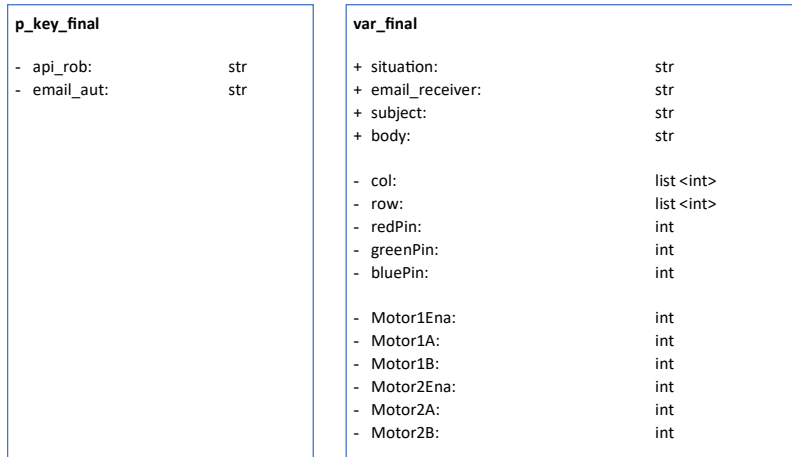 p_key_final
- api_rob: str
- email_aut: str
var_final
+ situation: str
+ email_receiver: str
+ subject: str
+ body: str
- col: list <int>
- row: list <int>
- redPin: int
- greenPin: int
- bluePin: int
- Motor1Ena: int
- Motor1A: int
- Motor1B: int
- Motor2Ena: int
- Motor2A: int
- Motor2B: int